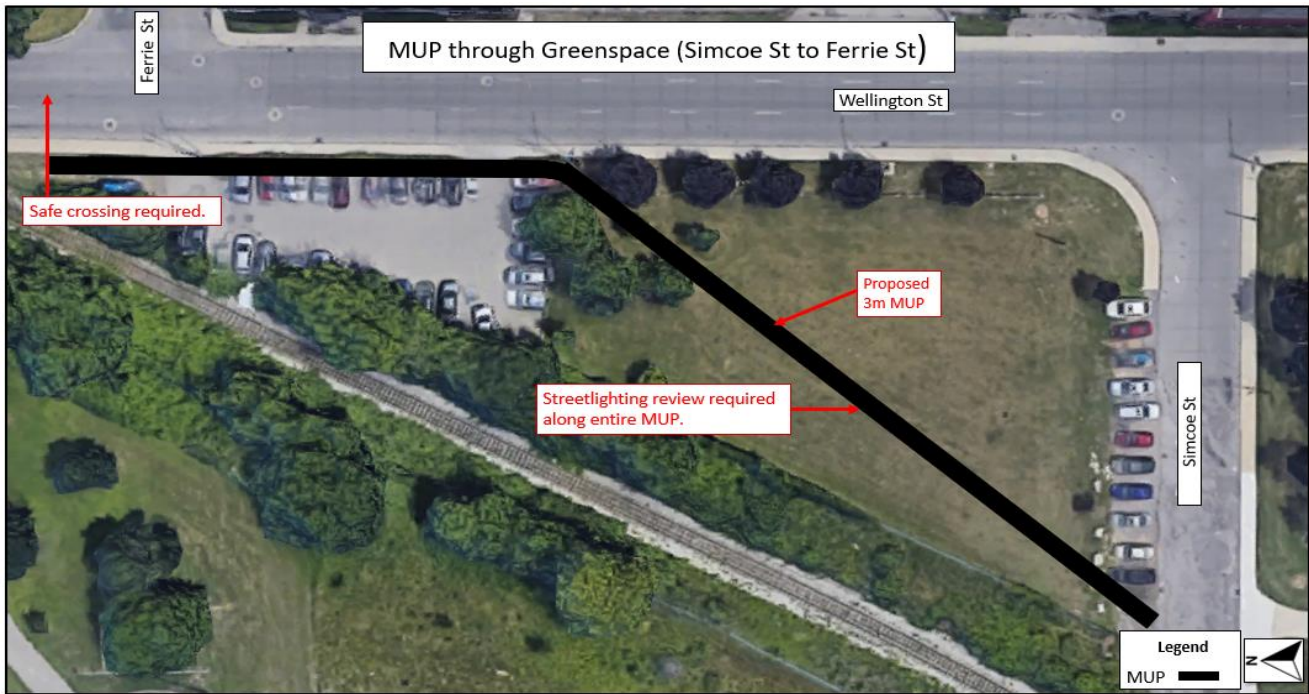 Ferrie St
MUP through Greenspace (Simcoe St to Ferrie St)
Wellington St
Safe crossing required.
Proposed
3m MUP
Streetlighting review required
along entire MUP.
Simcoe St
Legend
MUP
N